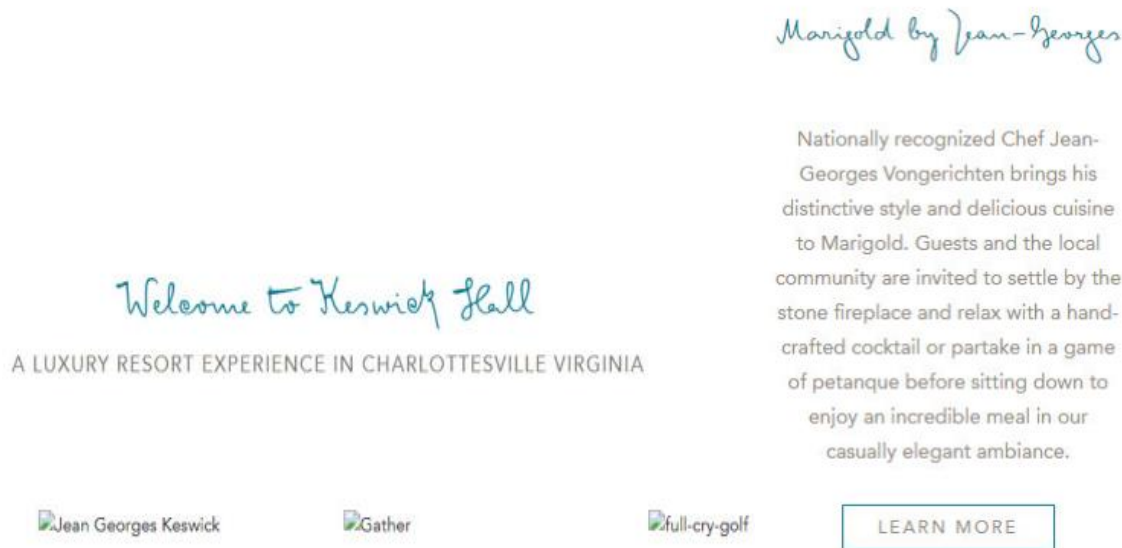 Marigold by Jean-Georges
Nationally recognized Chef Jean-
Georges Vongerichten brings his
distinctive style and delicious cuisine
to Marigold. Guests and the local
community are invited to settle by the
stone fireplace and relax with a hand-
crafted cocktail or partake in a game
of petanque before sitting down to
enjoy an incredible meal in our
casually elegant ambiance.
LEARN MORE
Welcome to Keswick Hall
A LUXURY RESORT EXPERIENCE IN CHARLOTTESVILLE VIRGINIA
Jean Georges Keswick
Gather
full-cry-golf